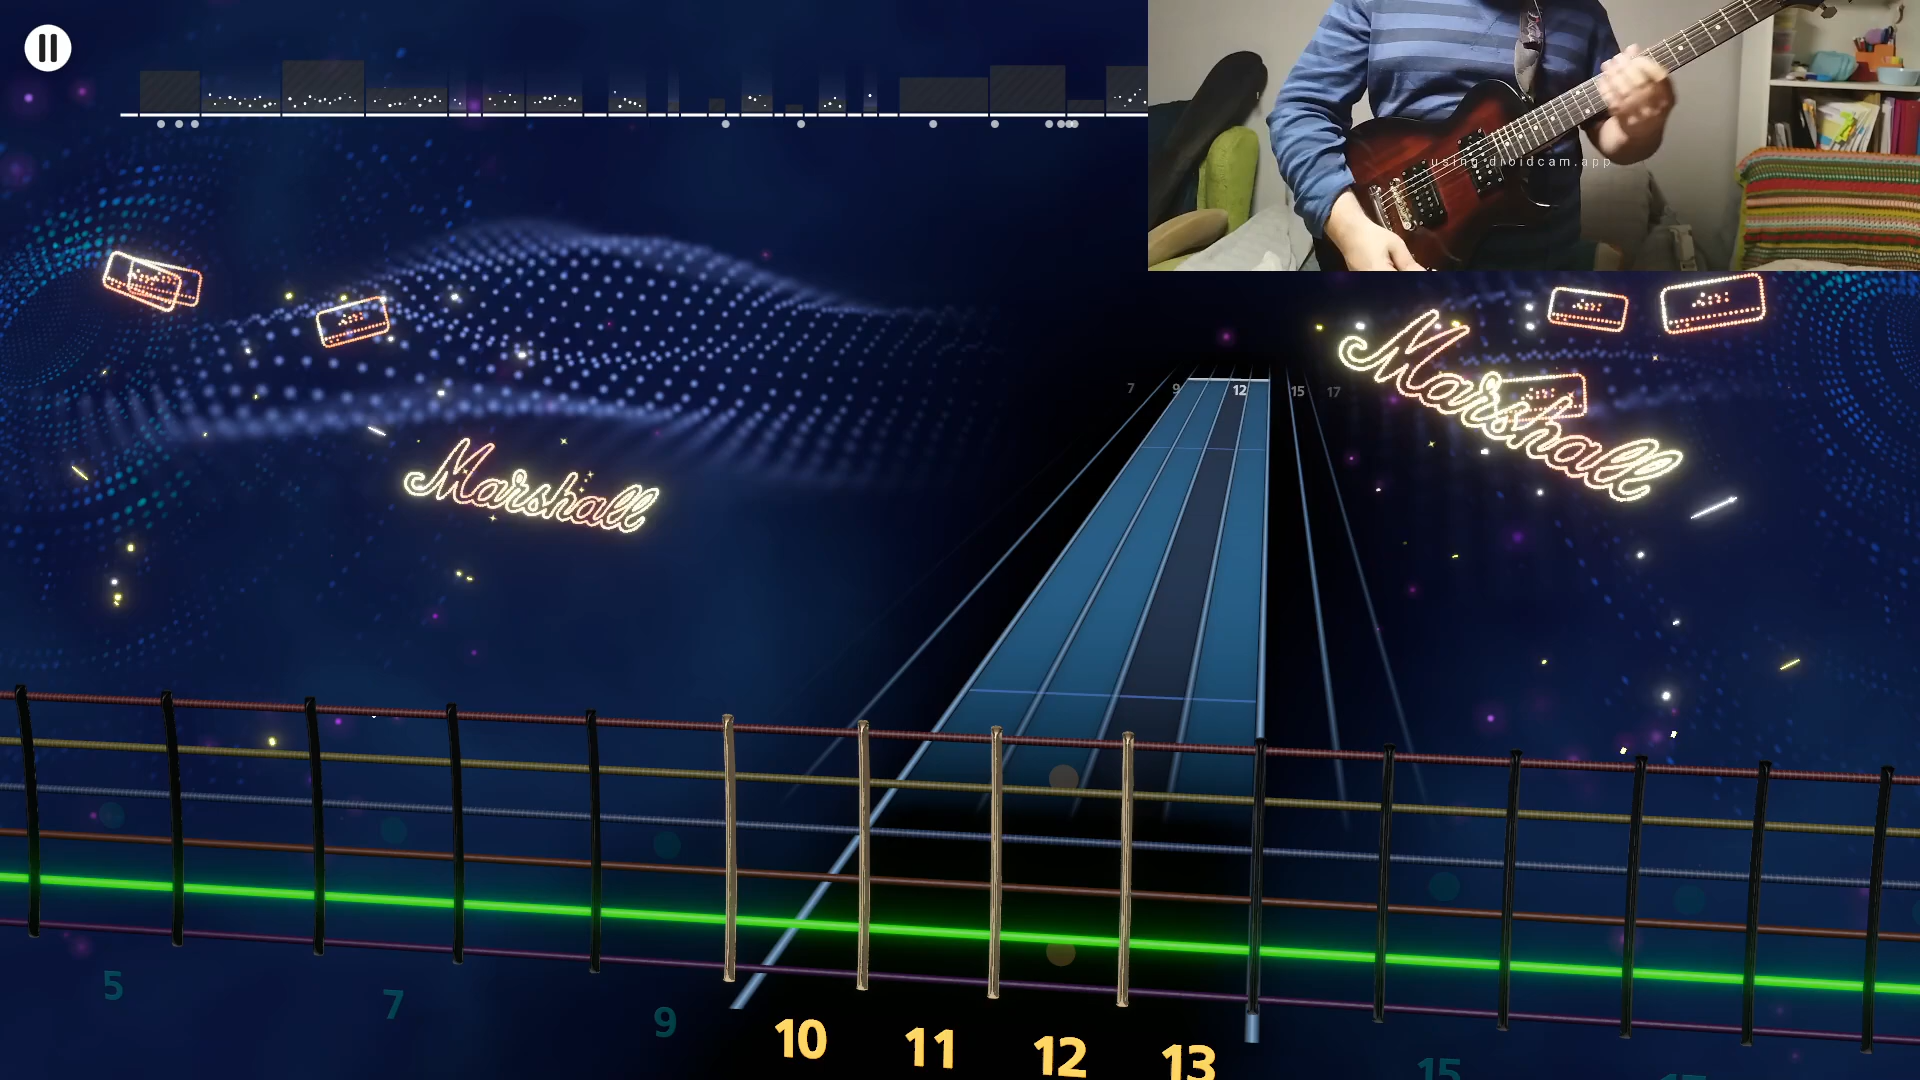 using droidcam.app
7 9 12 15 17
Marshall
Marshall
5 7 9 10 11 12 13 15